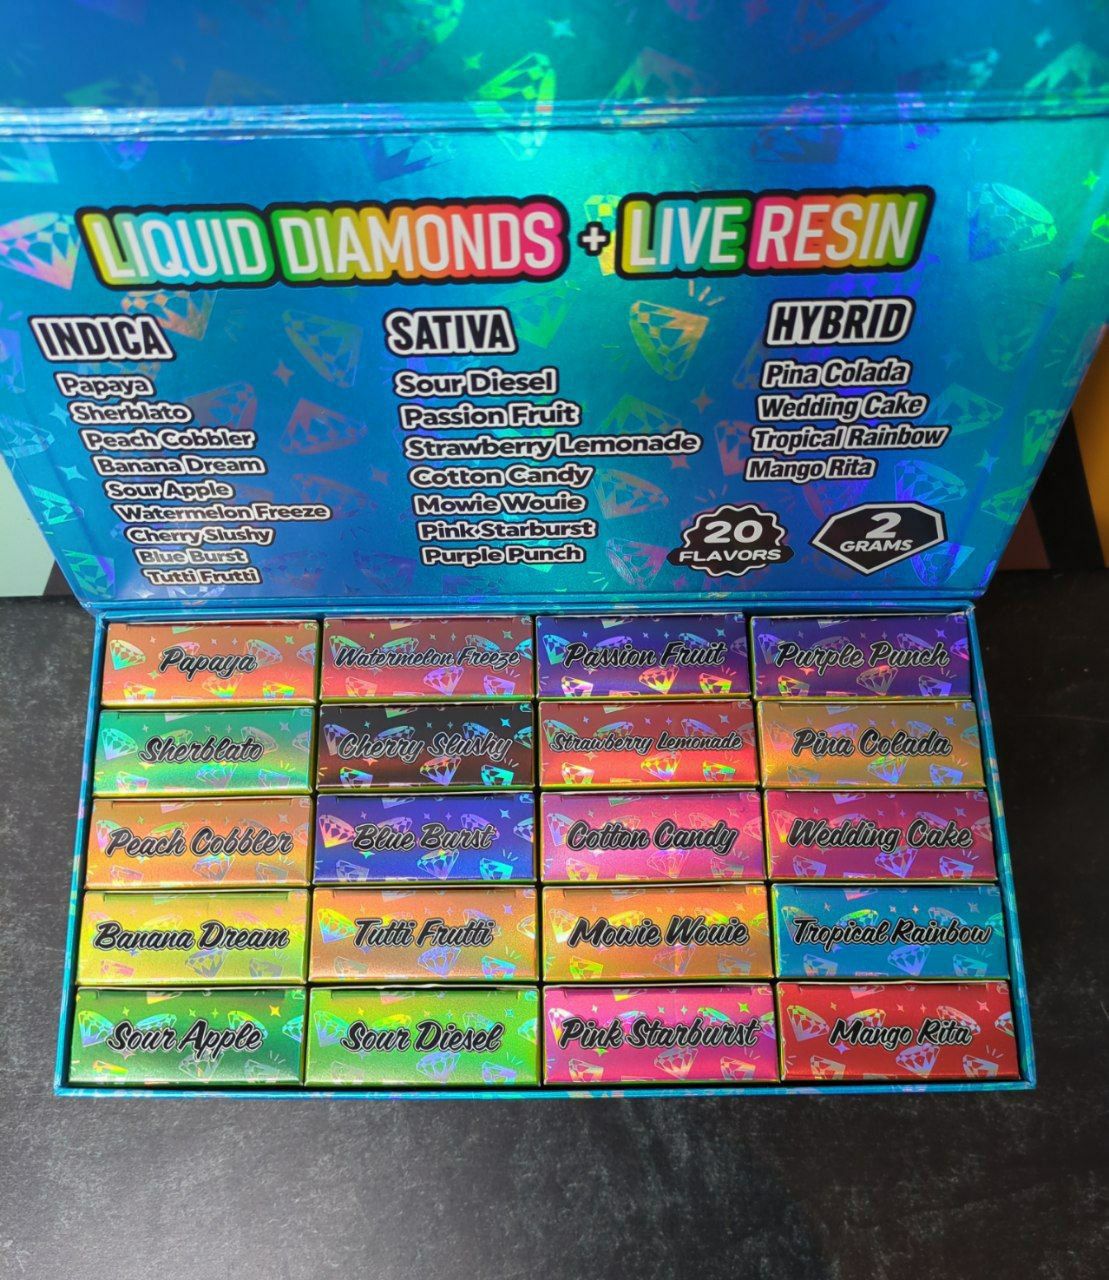 LIQUID DIAMONDS + LIVE RESIN
INDICA
Papaya
Sherblato
Peach Cobbler
Banana Dream
Sour Apple
Watermelon Freeze
Cherry Slushy
Blue Burst
Tutti Frutti
SATIVA
Sour Diesel
Passion Fruit
Strawberry Lemonade
Cotton Candy
Mowie Wouie
Pink Starburst
Purple Punch
HYBRID
Pina Colada
Wedding Cake
Tropical Rainbow
Mango Rita
20
FLAVORS
2
GRAMS
Papaya
Watermelon Freeze
Passion Fruit
Purple Punch
Sherblato
Cherry Slushy
Strawberry Lemonade
Pina Colada
Peach Cobbler
Blue Burst
Cotton Candy
Wedding Cake
Banana Dream
Tutti Frutti
Mowie Wouie
Tropical Rainbow
Sour Apple
Sour Diesel
Pink Starburst
Mango Rita